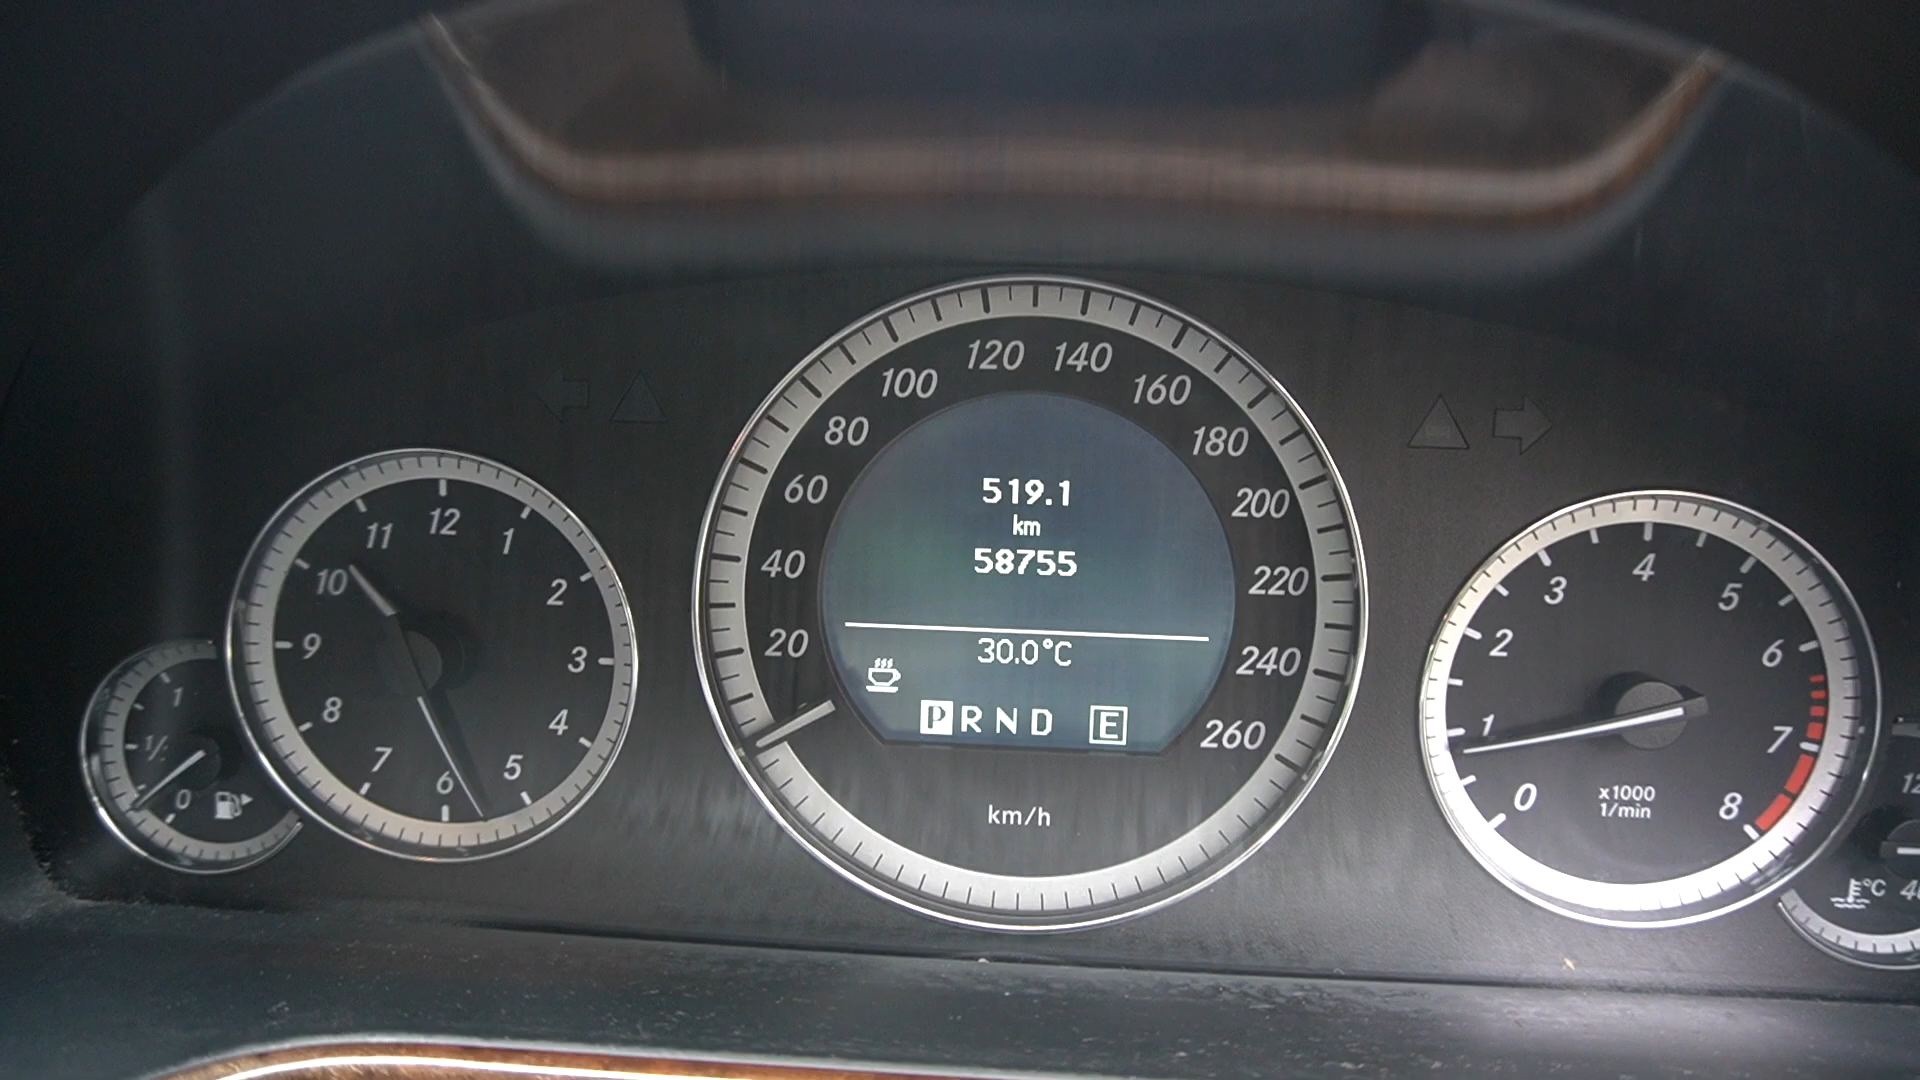 1
1/2
0
11 12 1
10 2
9 3
8 4
7 6 5
120 140
100 160
80 180
60 200
40 220
20 240
260
519.1
km
58755
30.0°C
P R N D E
km/h
3 4 5
2 6
1 7
0 8
x1000
1/min
°C